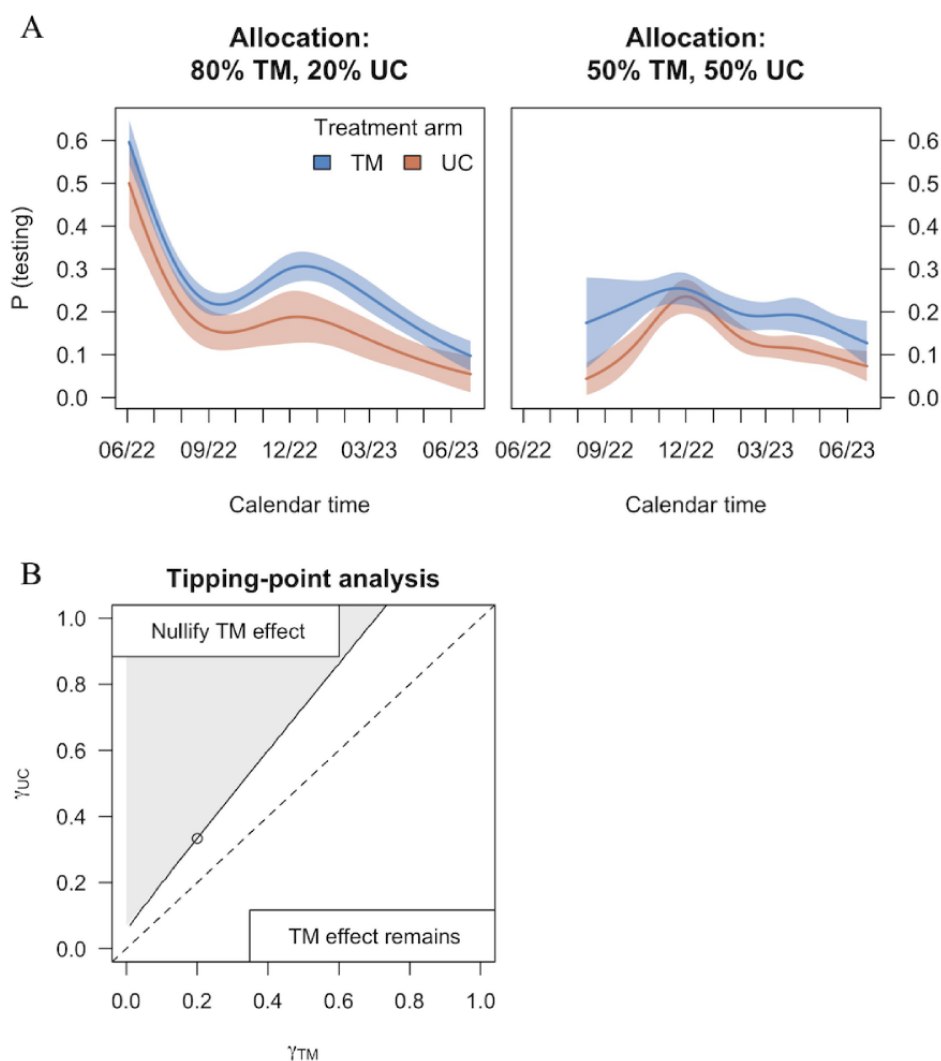 A
Allocation:
80% TM, 20% UC
Allocation:
50% TM, 50% UC
Treatment arm
TM UC
P (testing)
0.6
0.5
0.4
0.3
0.2
0.1
0.0
0.6
0.5
0.4
0.3
0.2
0.1
0.0
06/22 09/22 12/22 03/23 06/23
06/22 09/22 12/22 03/23 06/23
Calendar time
Calendar time
B
Tipping-point analysis
Nullify TM effect
TM effect remains
γUC
1.0
0.8
0.6
0.4
0.2
0.0
0.0 0.2 0.4 0.6 0.8 1.0
γTM